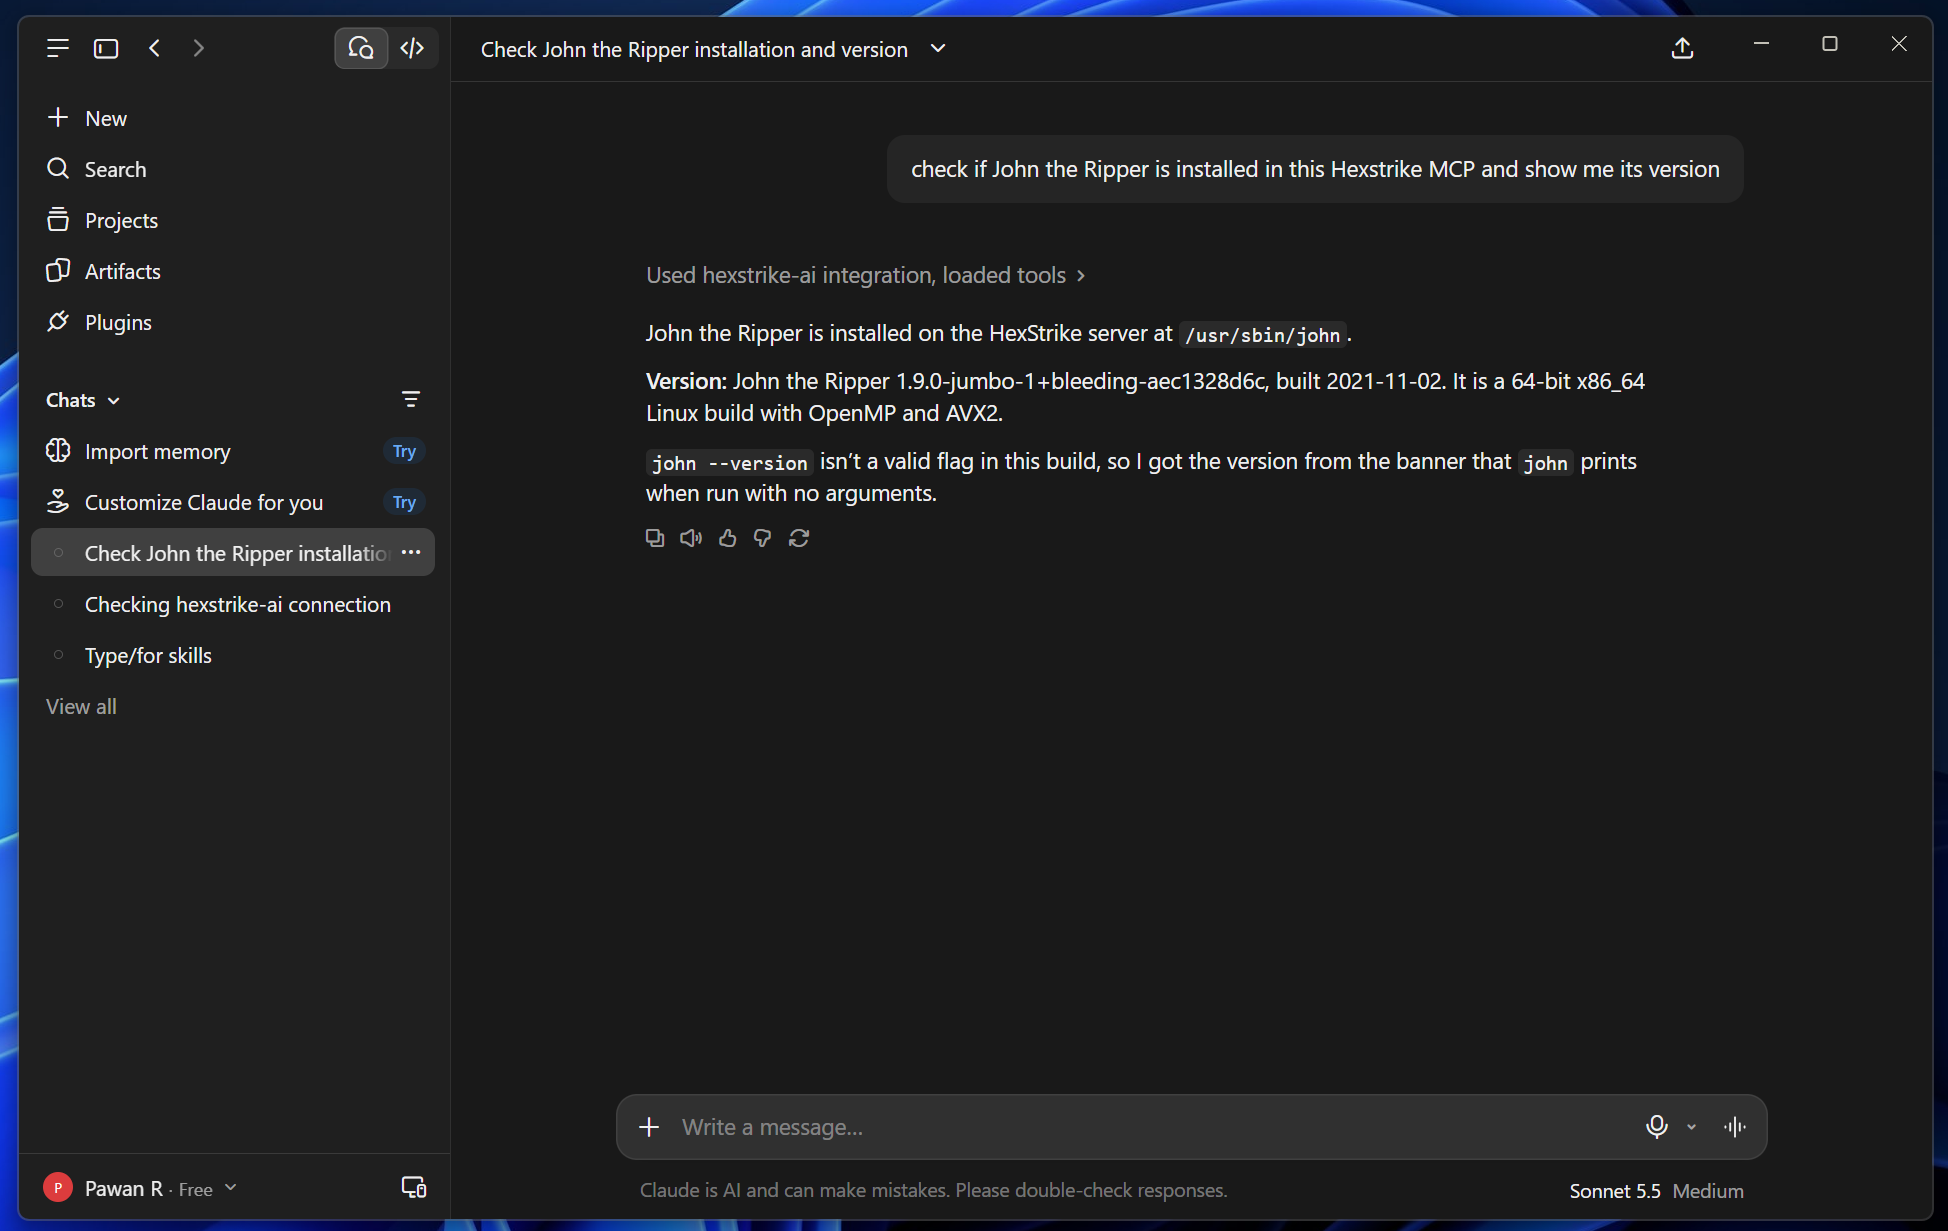 Check John the Ripper installation and version
New
Search
Projects
Artifacts
Plugins
Chats
Import memory Try
Customize Claude for you Try
Check John the Ripper installatio
Checking hexstrike-ai connection
Type/for skills
View all
P Pawan R · Free
check if John the Ripper is installed in this Hexstrike MCP and show me its version
Used hexstrike-ai integration, loaded tools
John the Ripper is installed on the HexStrike server at /usr/sbin/john.
Version: John the Ripper 1.9.0-jumbo-1+bleeding-aec1328d6c, built 2021-11-02. It is a 64-bit x86_64
Linux build with OpenMP and AVX2.
john --version isn’t a valid flag in this build, so I got the version from the banner that john prints
when run with no arguments.
Write a message...
Claude is AI and can make mistakes. Please double-check responses.
Sonnet 5.5 Medium